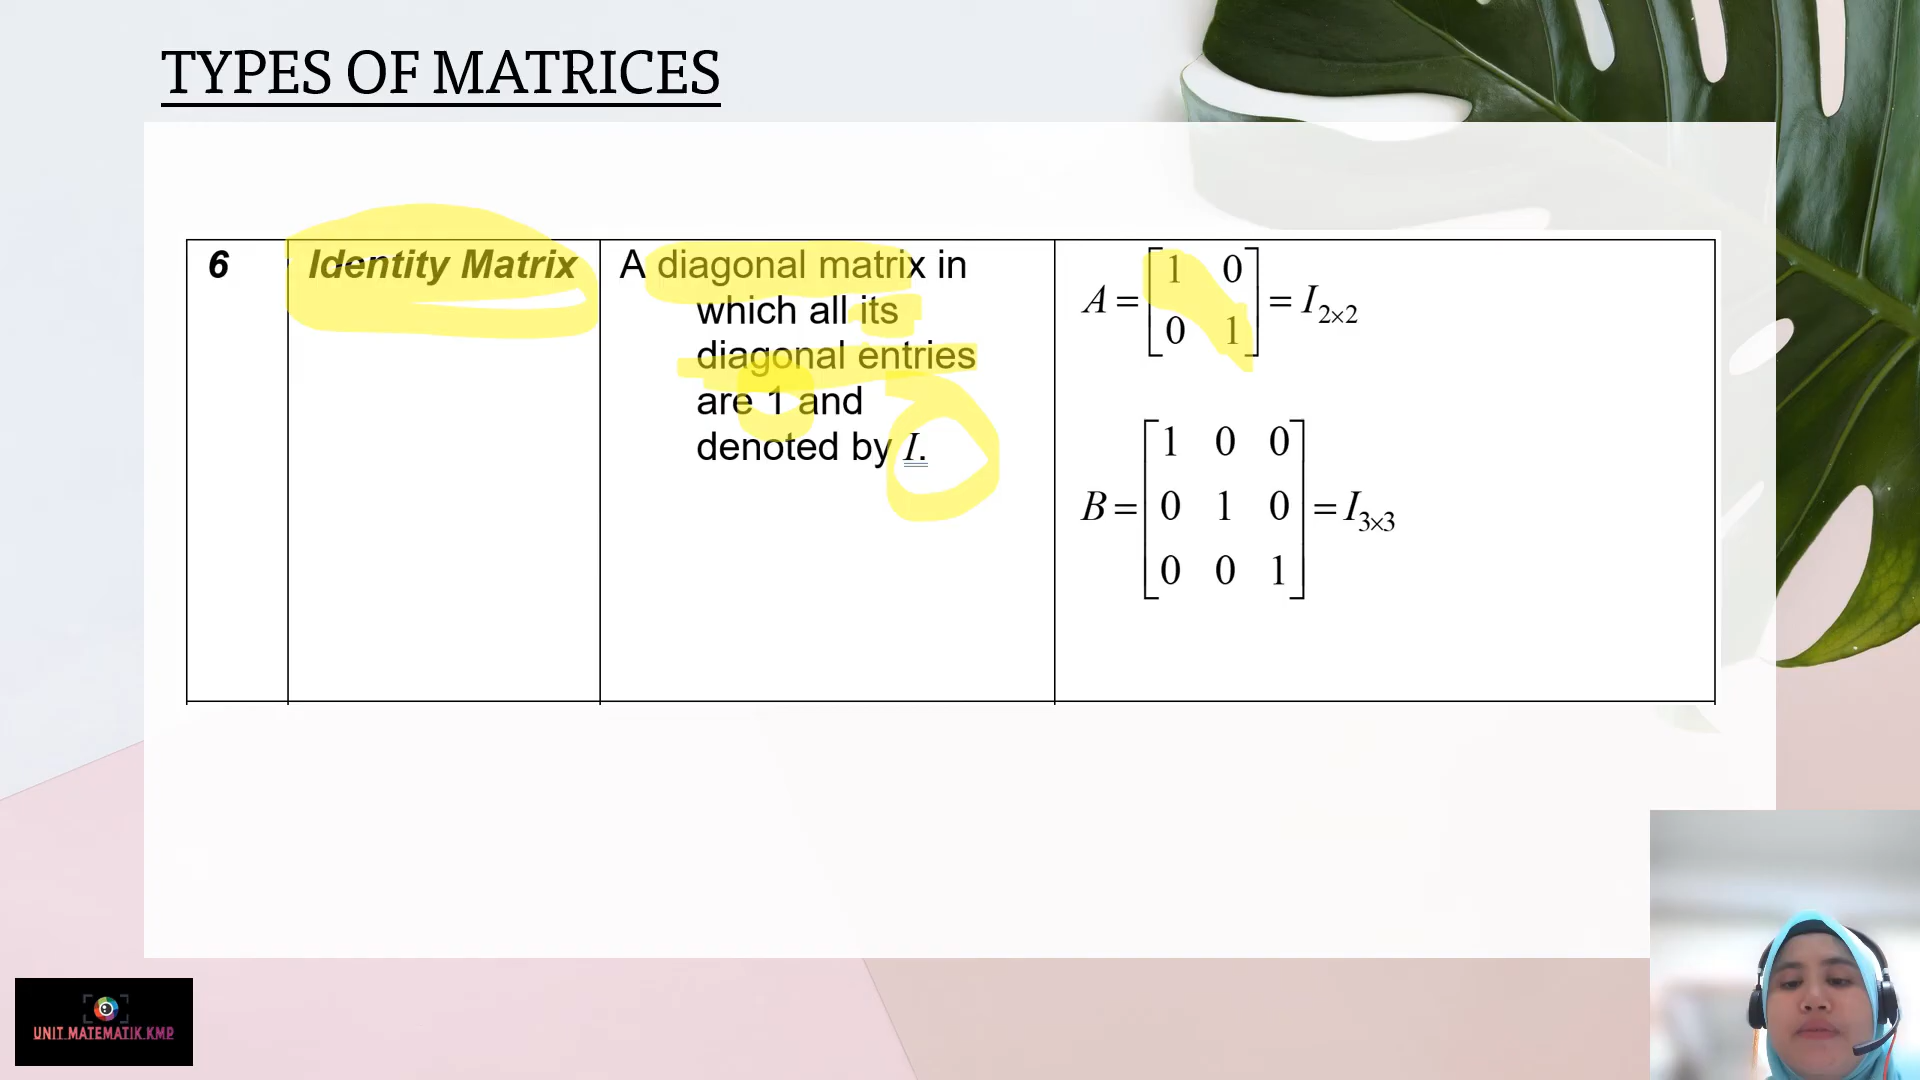 TYPES OF MATRICES
6
Identity Matrix
A diagonal matrix in
which all its
diagonal entries
are 1 and
denoted by I.
A = [1 0
0 1] = I₂×₂
B = [1 0 0
0 1 0
0 0 1] = I₃×₃
UNIT MATEMATIK KMP